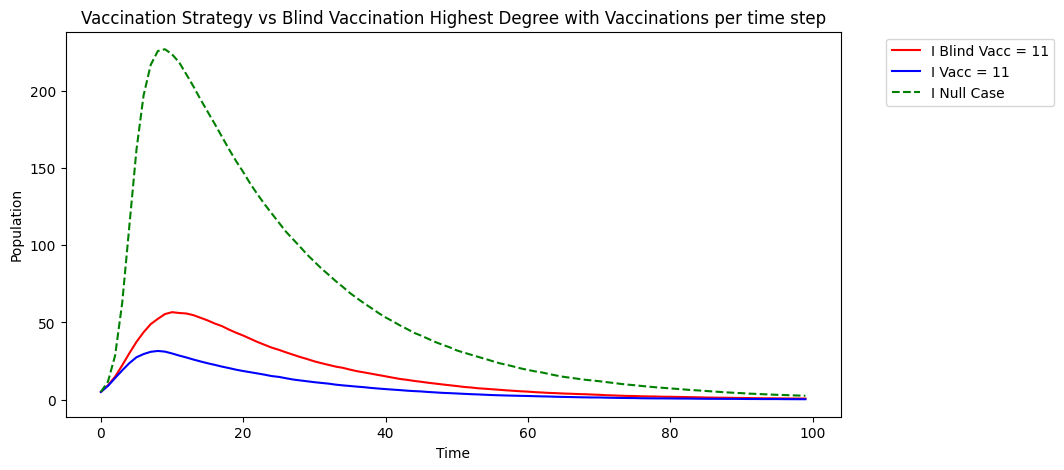 Vaccination Strategy vs Blind Vaccination Highest Degree with Vaccinations per time step
I Blind Vacc = 11
I Vacc = 11
I Null Case
Population
200
150
100
50
0
0 20 40 60 80 100
Time